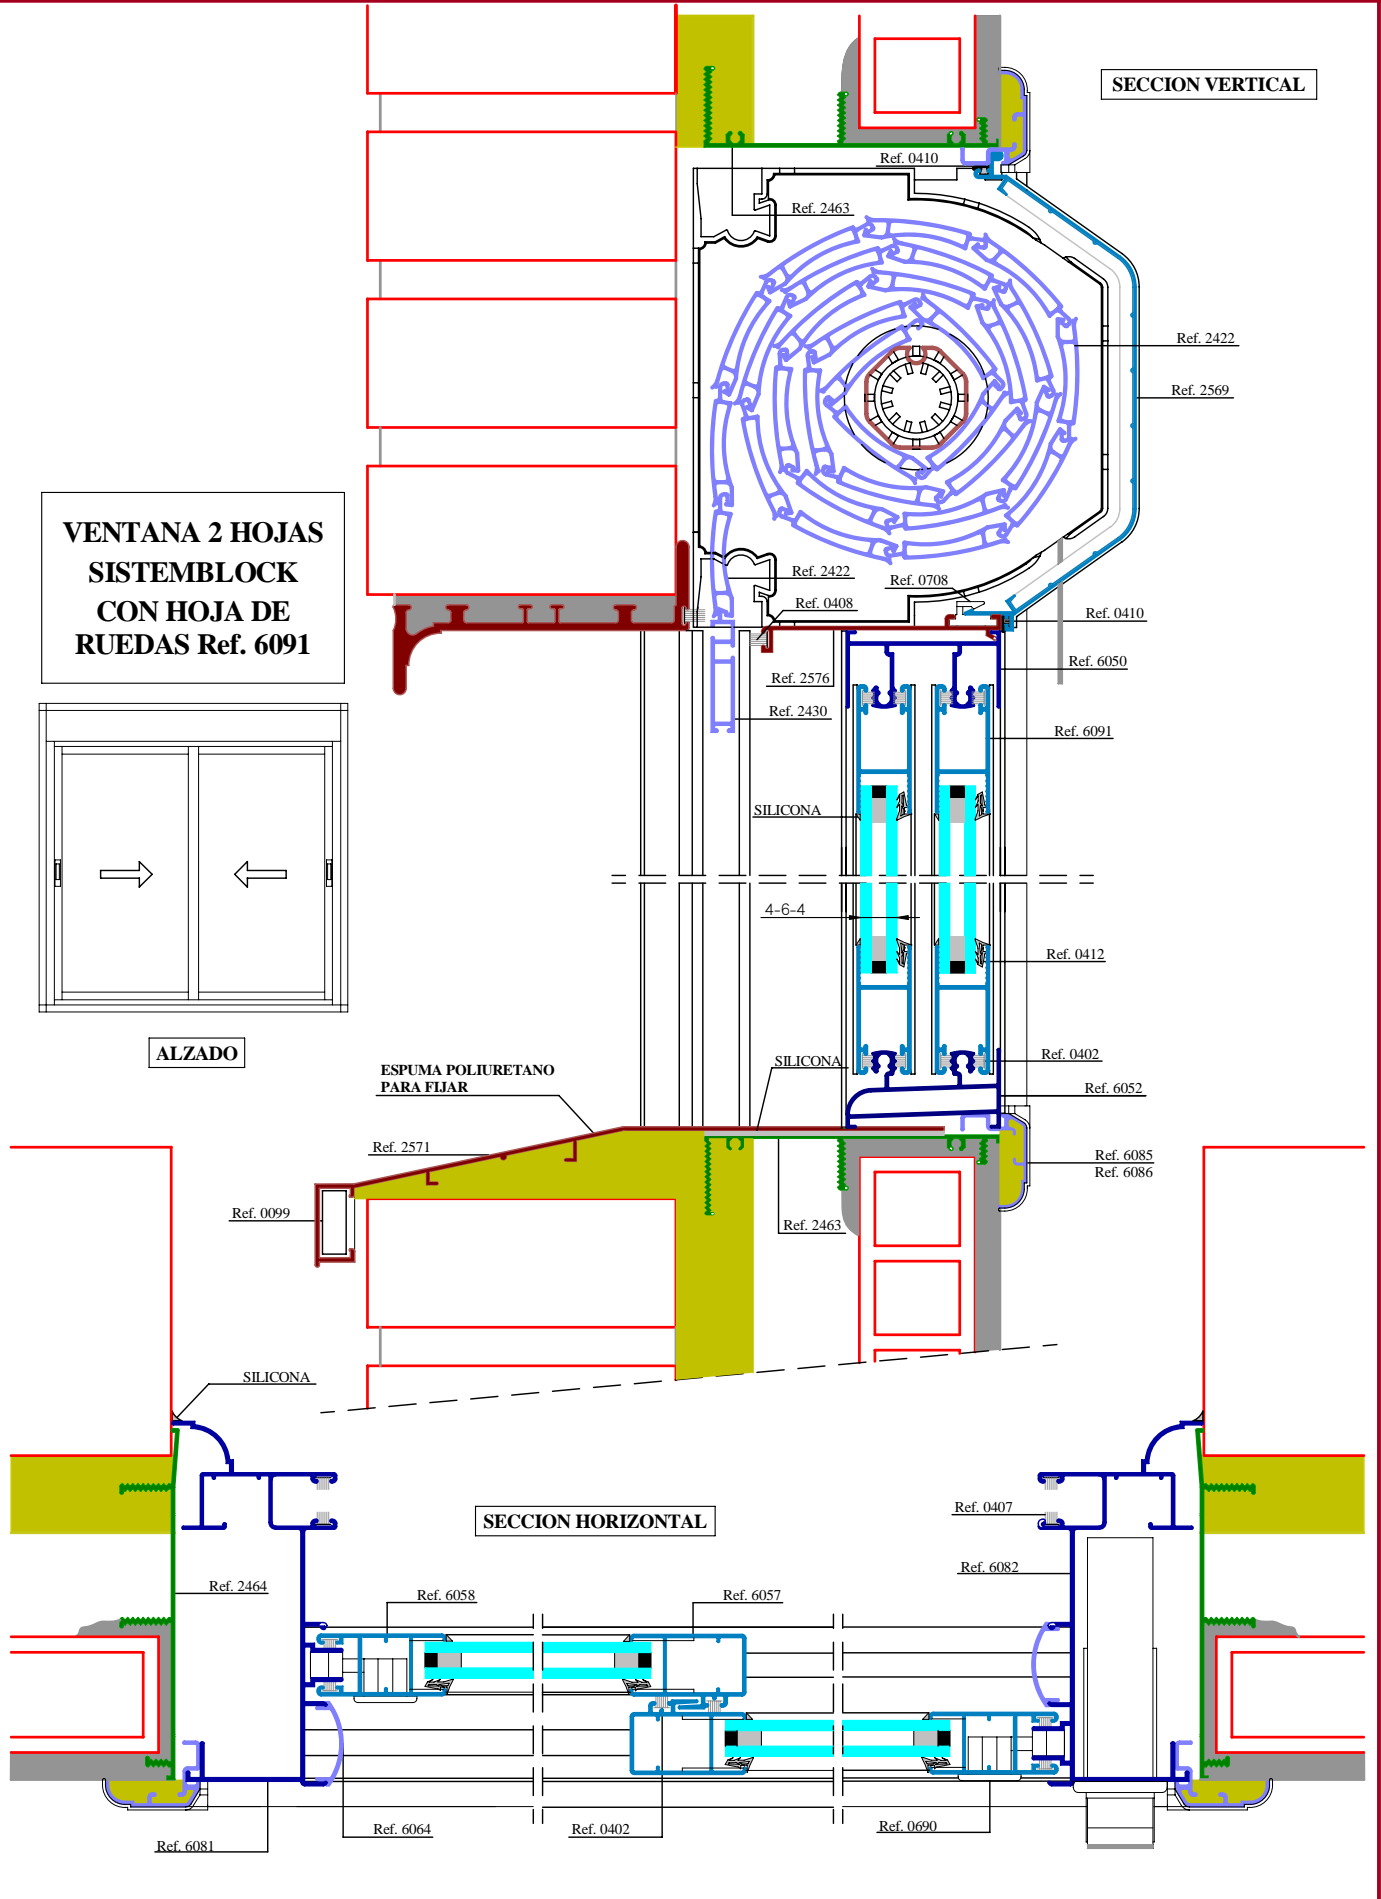 SECCION VERTICAL
Ref. 0410
Ref. 2463
Ref. 2422
Ref. 2569
VENTANA 2 HOJAS
SISTEMBLOCK
CON HOJA DE
RUEDAS Ref. 6091
Ref. 2422
Ref. 0708
Ref. 0408
Ref. 0410
Ref. 6050
Ref. 2576
Ref. 2430
Ref. 6091
SILICONA
4-6-4
Ref. 0412
ALZADO
Ref. 0402
SILICONA
ESPUMA POLIURETANO
PARA FIJAR
Ref. 6052
Ref. 2571
Ref. 6085
Ref. 6086
Ref. 0099
Ref. 2463
SILICONA
SECCION HORIZONTAL
Ref. 0407
Ref. 2464
Ref. 6058
Ref. 6057
Ref. 6082
Ref. 6081
Ref. 6064
Ref. 0402
Ref. 0690